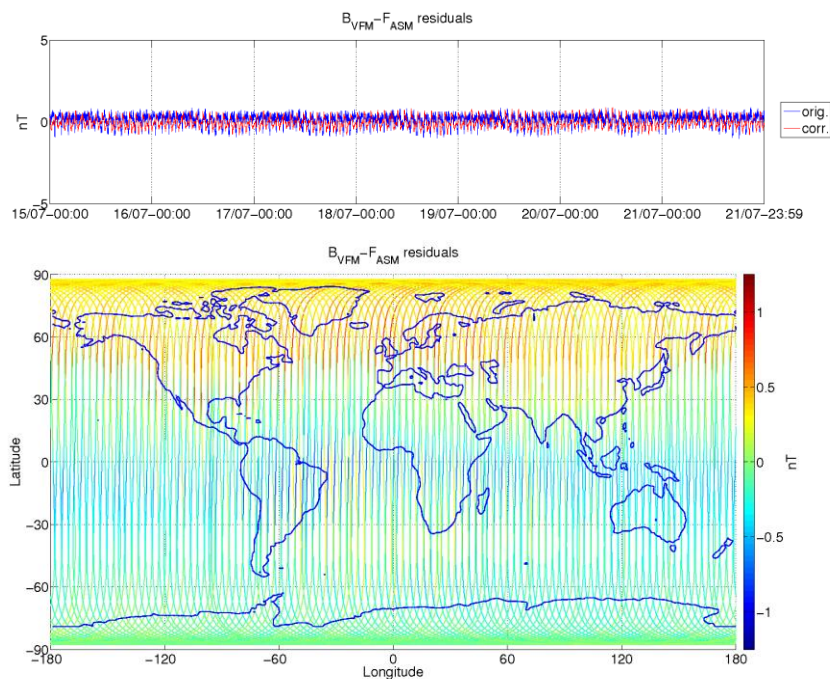 B_VFM–F_ASM residuals
5
0
−5
nT
orig.
corr.
15/07−00:00 16/07−00:00 17/07−00:00 18/07−00:00 19/07−00:00 20/07−00:00 21/07−00:00 21/07−23:59
B_VFM–F_ASM residuals
90
60
30
0
−30
−60
−90
Latitude
−180 −120 −60 0 60 120 180
Longitude
1
0.5
0
−0.5
−1
nT